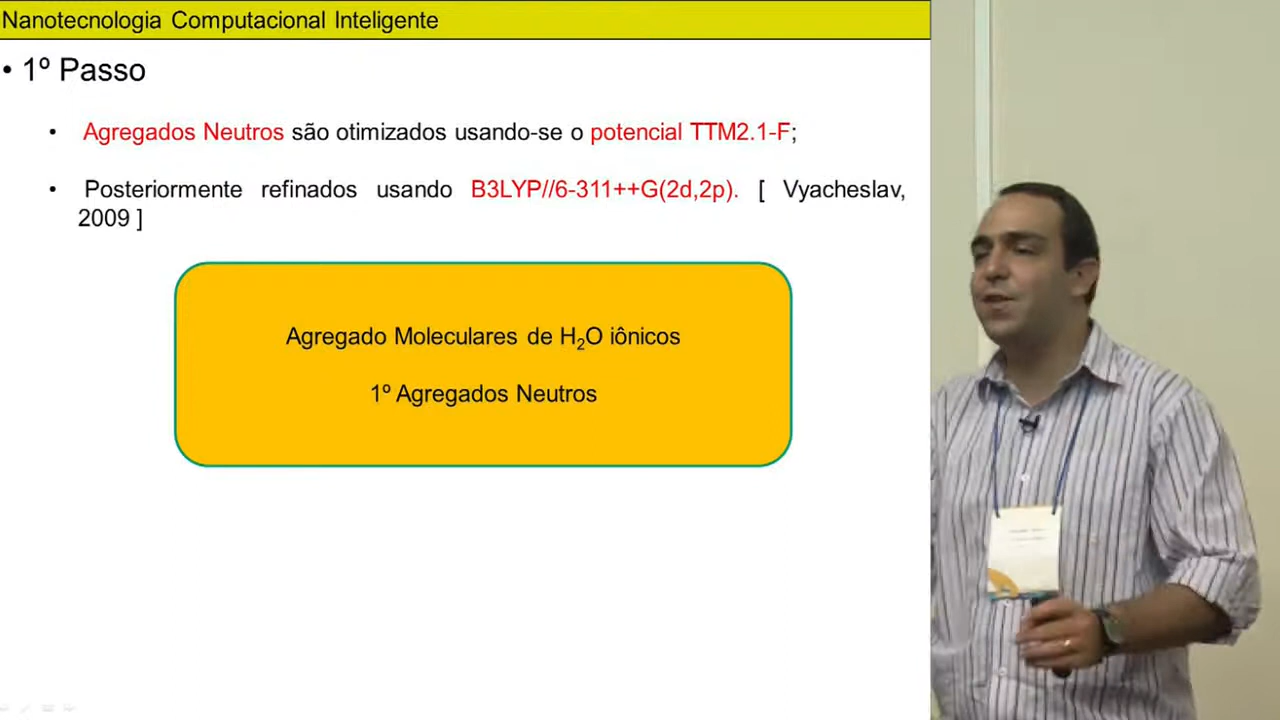 Nanotecnologia Computacional Inteligente
• 1º Passo
• Agregados Neutros são otimizados usando-se o potencial TTM2.1-F;
• Posteriormente refinados usando B3LYP//6-311++G(2d,2p). [ Vyacheslav,
2009 ]
Agregado Moleculares de H₂O iônicos
1º Agregados Neutros